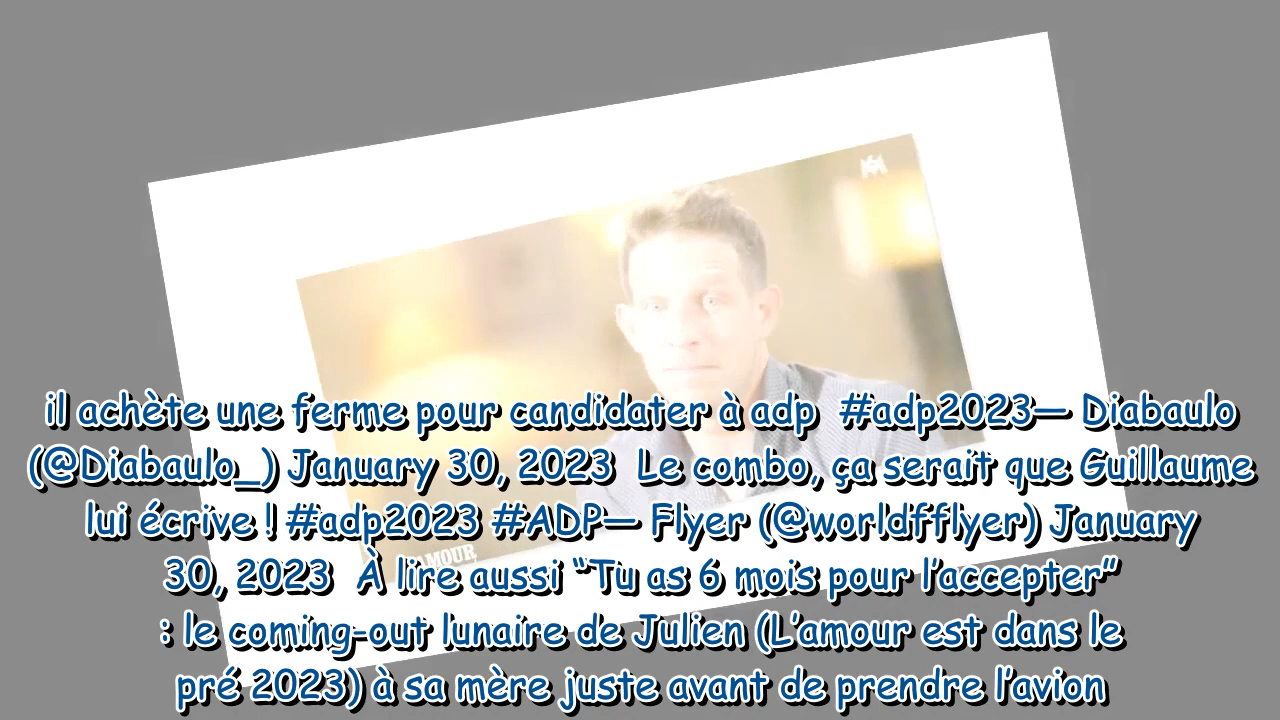 M6
il achète une ferme pour candidater à adp #adp2023— Diabaulo
(@Diabaulo_) January 30, 2023 Le combo, ça serait que Guillaume
lui écrive ! #adp2023 #ADP— Flyer (@worldfflyer) January
AMOUR
30, 2023 À lire aussi “Tu as 6 mois pour l’accepter”
: le coming-out lunaire de Julien (L’amour est dans le
pré 2023) à sa mère juste avant de prendre l’avion